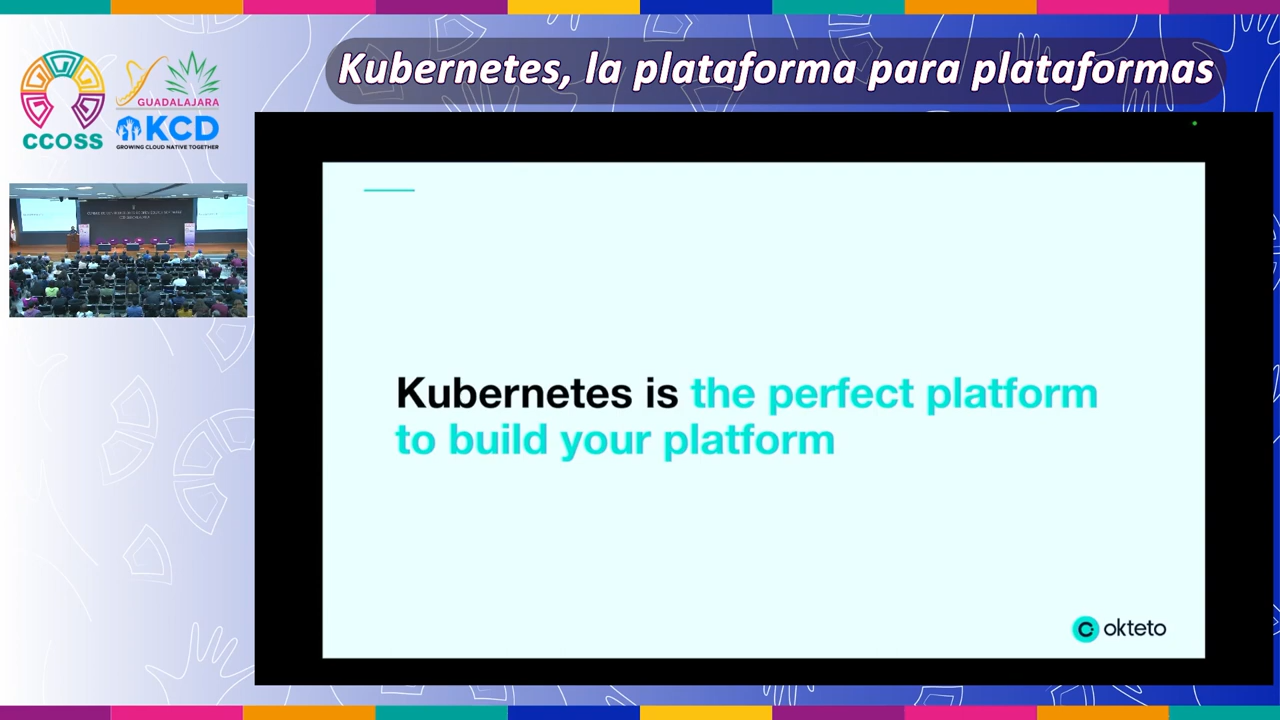 Kubernetes, la plataforma para plataformas
CCOSS
GUADALAJARA
KCD
GROWING CLOUD NATIVE TOGETHER
Kubernetes is the perfect platform
to build your platform
okteto